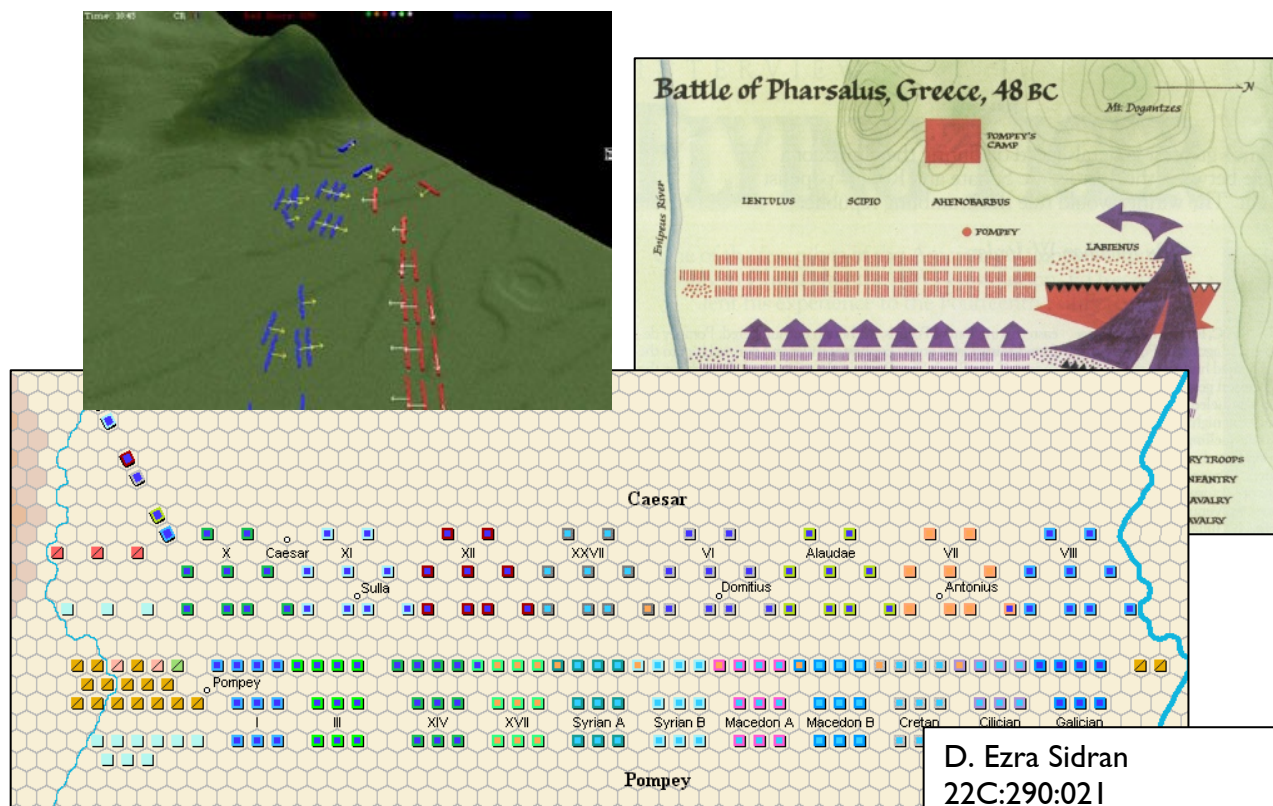 Time: 30:45
Battle of Pharsalus, Greece, 48 BC
Mt. Dogantzes
N
POMPEY'S
CAMP
Enipeus River
LENTULUS SCIPIO AHENOBARBUS
POMPEY
LABIENUS
RY TROOPS
NFANTRY
AVALRY
AVALRY
Caesar
X Caesar XI XII XXVII VI Alaudae VII VIII
Sulla Domitius Antonius
Pompey
I III XIV XVII Syrian A Syrian B Macedon A Macedon B Cretan Cilician Galician
Pompey
D. Ezra Sidran
22C:290:021